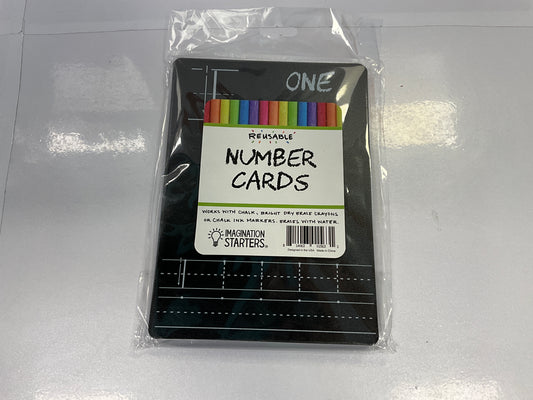 ONE
REUSABLE
NUMBER
CARDS
WORKS WITH CHALK, BRIGHT DRY ERASE CRAYONS
OR CHALK INK MARKERS. ERASES WITH WATER.
IMAGINATION
STARTERS
Designed in the USA Made in China